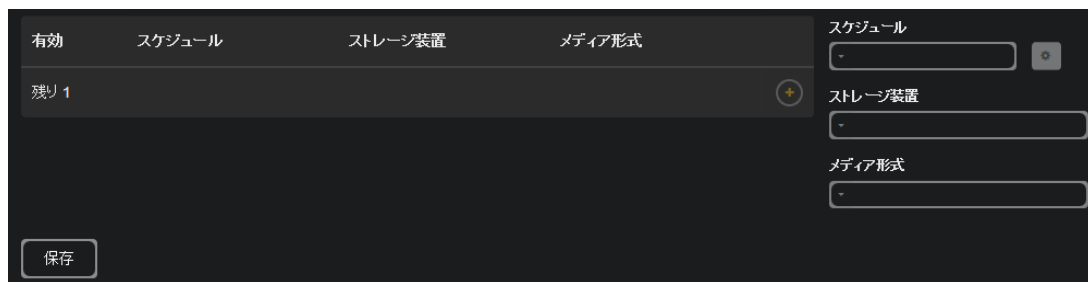 有効 スケジュール ストレージ装置 メディア形式
残り 1
スケジュール
-
ストレージ装置
-
メディア形式
-
保存